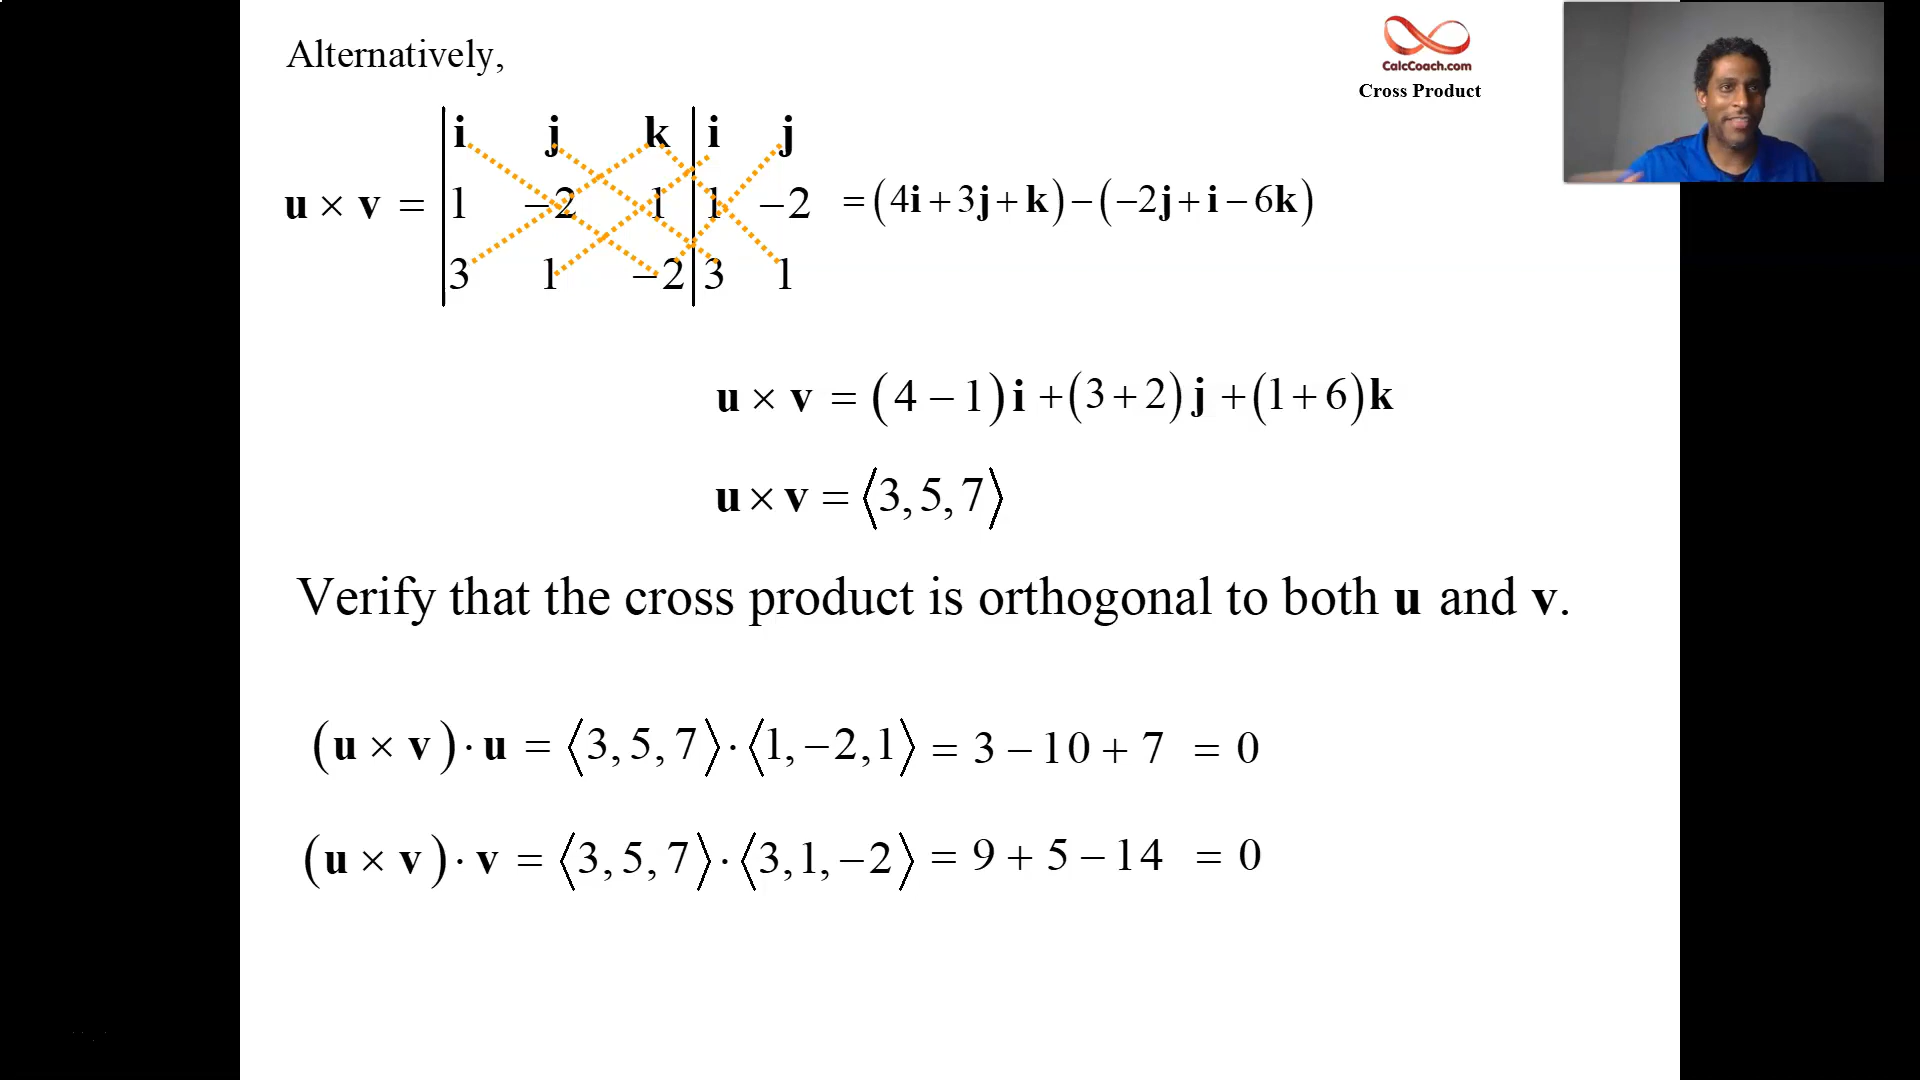 Alternatively,
CalcCoach.com
Cross Product
i j k i j
u × v = 1 −2 1 1 −2 = (4i + 3j + k) − (−2j + i − 6k)
3 1 −2 3 1
u × v = (4 − 1)i + (3 + 2)j + (1 + 6)k
u × v = ⟨3, 5, 7⟩
Verify that the cross product is orthogonal to both u and v.
(u × v) · u = ⟨3, 5, 7⟩ · ⟨1, −2, 1⟩ = 3 − 10 + 7 = 0
(u × v) · v = ⟨3, 5, 7⟩ · ⟨3, 1, −2⟩ = 9 + 5 − 14 = 0